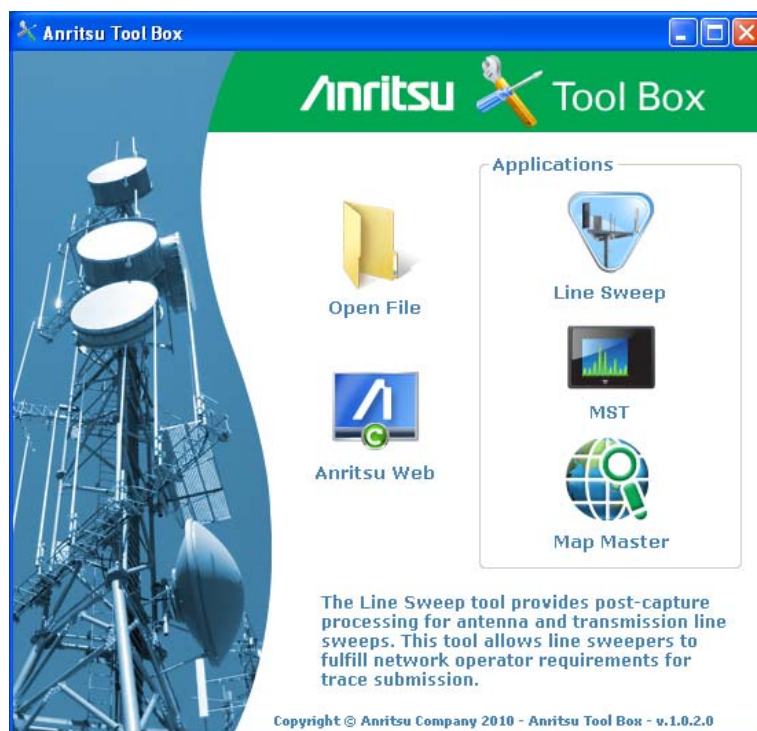 Anritsu Tool Box
Anritsu Tool Box
Applications
Open File
Line Sweep
MST
Anritsu Web
Map Master
The Line Sweep tool provides post-capture
processing for antenna and transmission line
sweeps. This tool allows line sweepers to
fulfill network operator requirements for
trace submission.
Copyright © Anritsu Company 2010 - Anritsu Tool Box - v.1.0.2.0